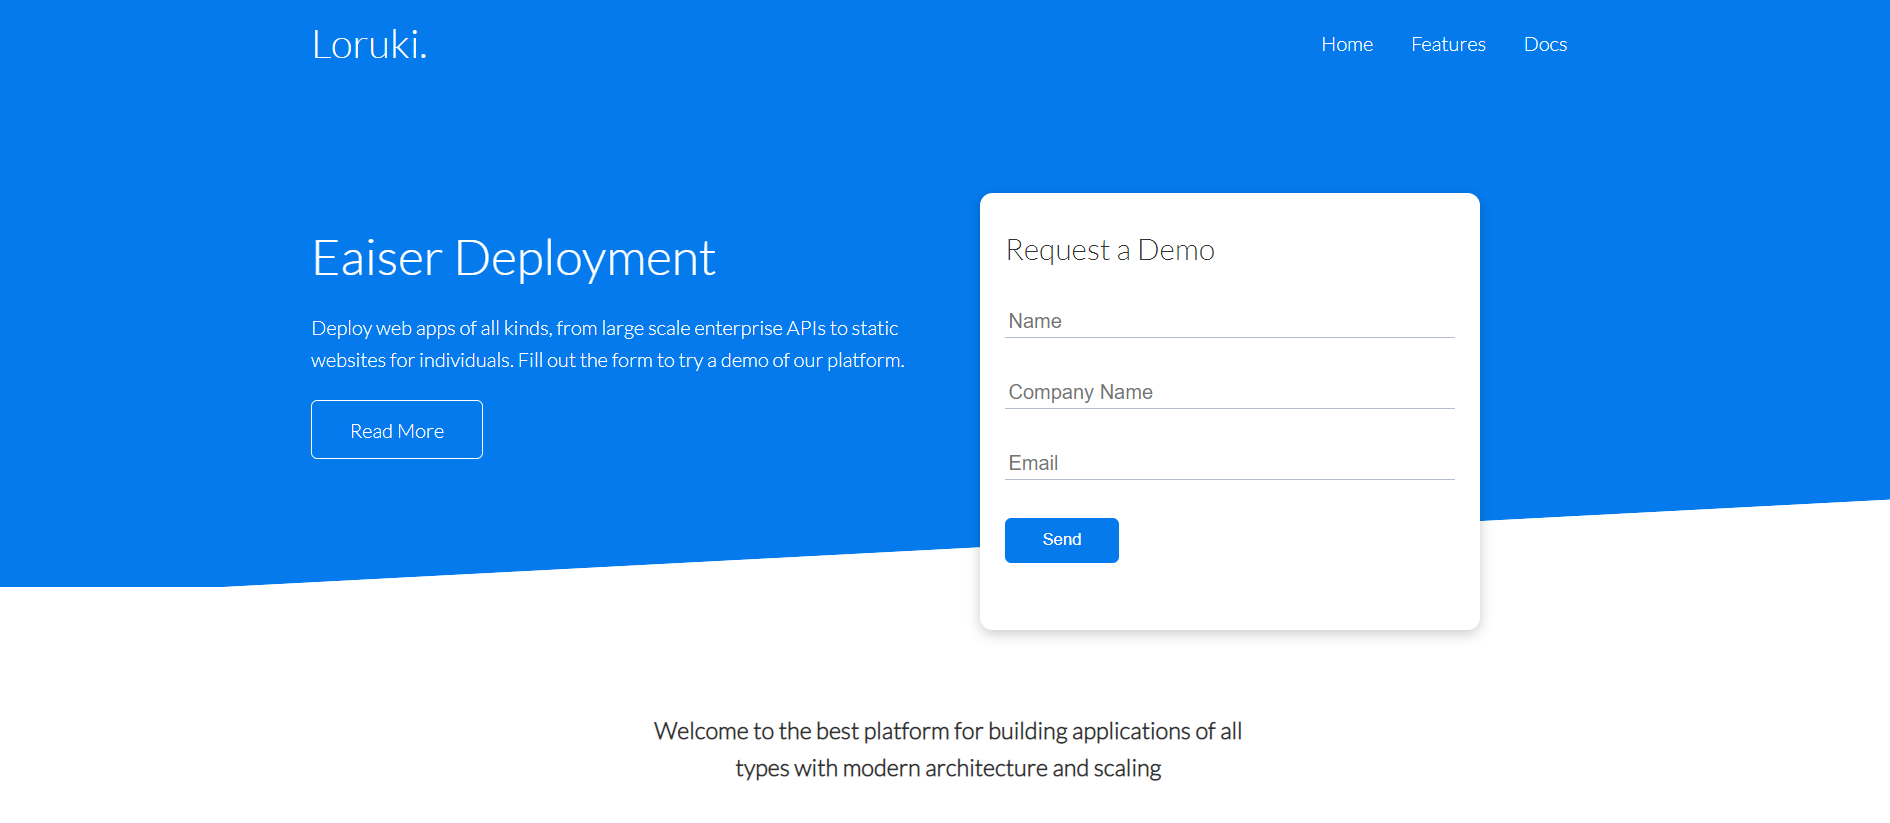 Loruki.
Home
Features
Docs
Eaiser Deployment
Deploy web apps of all kinds, from large scale enterprise APIs to static
websites for individuals. Fill out the form to try a demo of our platform.
Read More
Request a Demo
Name
Company Name
Email
Send
Welcome to the best platform for building applications of all
types with modern architecture and scaling